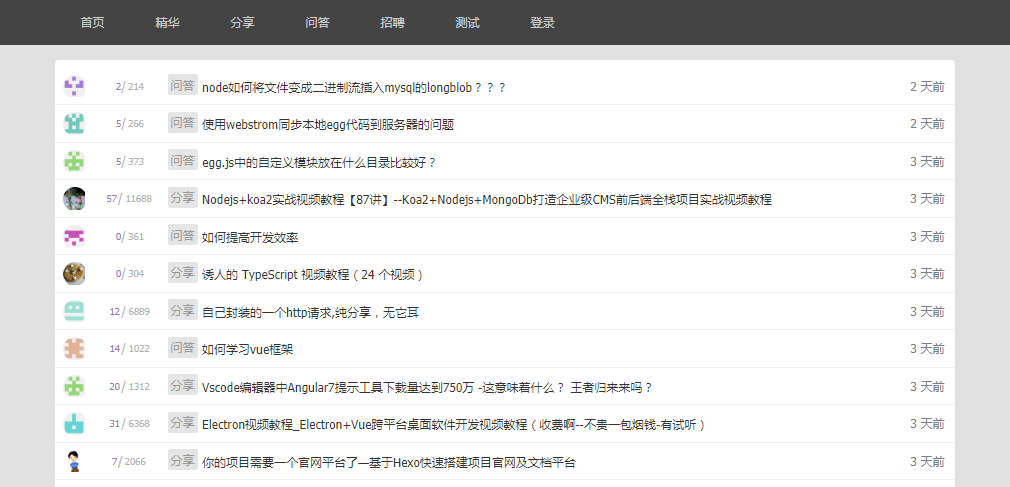 首页 精华 分享 问答 招聘 测试 登录
2/ 214 问答 node如何将文件变成二进制流插入mysql的longblob？？？ 2 天前
5/ 266 问答 使用webstrom同步本地egg代码到服务器的问题 2 天前
5/ 373 问答 egg.js中的自定义模块放在什么目录比较好？ 3 天前
57/ 11688 分享 Nodejs+koa2实战视频教程【87讲】--Koa2+Nodejs+MongoDb打造企业级CMS前后端全栈项目实战视频教程 3 天前
0/ 361 问答 如何提高开发效率 3 天前
0/ 304 分享 诱人的 TypeScript 视频教程（24 个视频） 3 天前
12/ 6889 分享 自己封装的一个http请求,纯分享，无它耳 3 天前
14/ 1022 问答 如何学习vue框架 3 天前
20/ 1312 分享 Vscode编辑器中Angular7提示工具下载量达到750万 -这意味着什么？ 王者归来来吗？ 3 天前
31/ 6368 分享 Electron视频教程_Electron+Vue跨平台桌面软件开发视频教程（收费啊--不贵一包烟钱-有试听） 3 天前
7/ 2066 分享 你的项目需要一个官网平台了—基于Hexo快速搭建项目官网及文档平台 3 天前